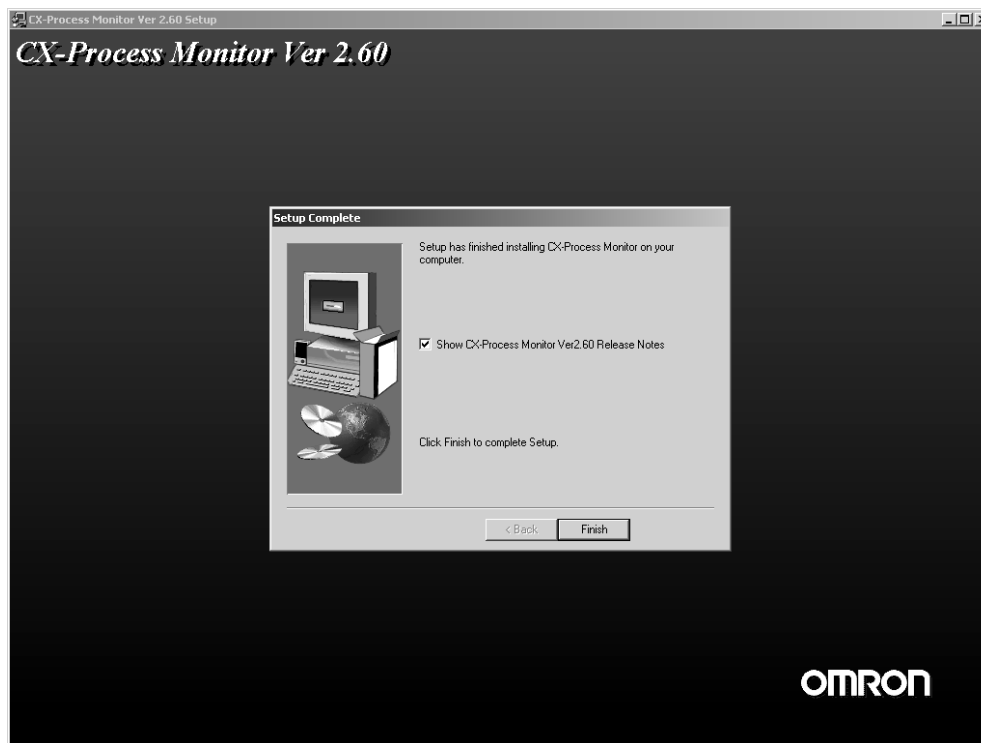 CX-Process Monitor Ver 2.60 Setup
CX-Process Monitor Ver 2.60
Setup Complete
Setup has finished installing CX-Process Monitor on your
computer.
Show CX-Process Monitor Ver2.60 Release Notes
Click Finish to complete Setup.
< Back
Finish
OMRON